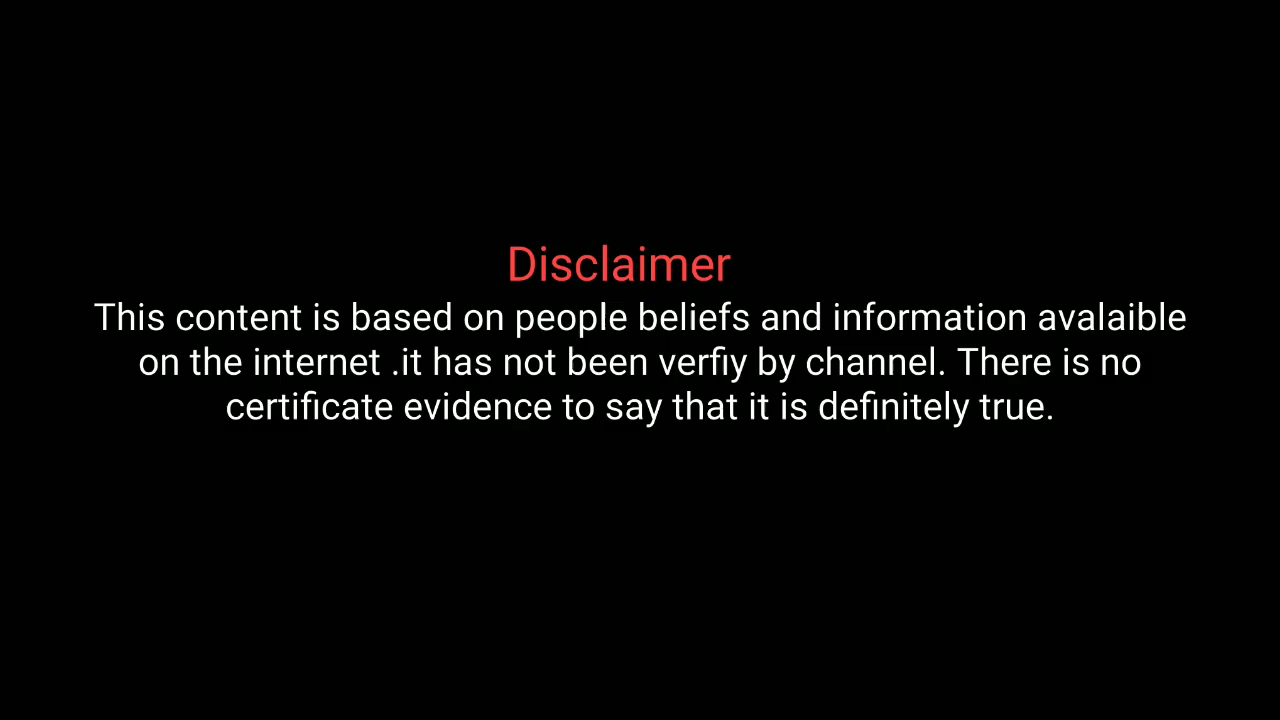 Disclaimer
This content is based on people beliefs and information avalaible
on the internet .it has not been verfiy by channel. There is no
certificate evidence to say that it is definitely true.